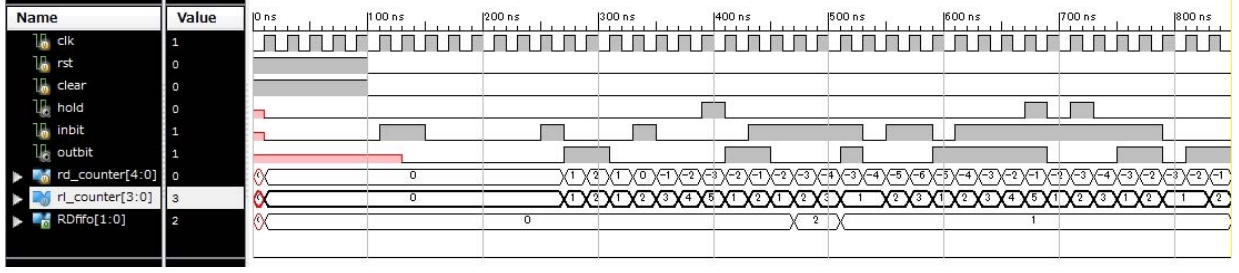 Name Value 0 ns 100 ns 200 ns 300 ns 400 ns 500 ns 600 ns 700 ns 800 ns
clk 1
rst 0
clear 0
hold 0
inbit 1
outbit 1
rd_counter[4:0] 0 0 1 2 1 0 -1 -2 -3 -2 -1 -2 -3 -4 -3 -4 -5 -6 -5 -4 -3 -2 -1 -2 -3 -2 -3 -4 -3 -2 -3 -2 -1
rl_counter[3:0] 3 0 1 2 1 2 3 4 5 1 2 1 2 3 1 2 3 1 2 3 4 5 1 2 3 4 1 2 1 2
RDfifo[1:0] 2 0 2 1